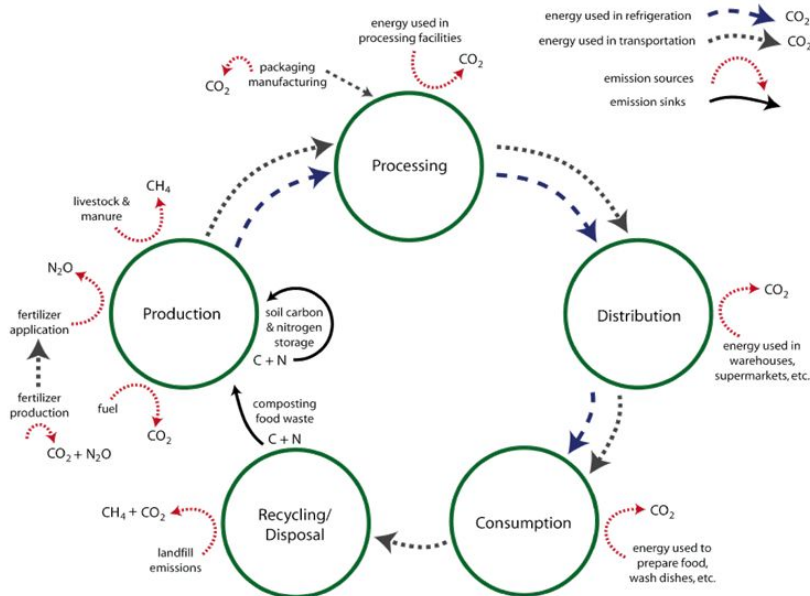 energy used in refrigeration
CO₂
energy used in transportation
CO₂
emission sources
emission sinks
energy used in
processing facilities
CO₂
packaging
manufacturing
CO₂
Processing
CH₄
livestock &
manure
N₂O
fertilizer
application
Production
soil carbon
& nitrogen
storage
C + N
fertilizer
production
CO₂ + N₂O
fuel
CO₂
Distribution
CO₂
energy used in
warehouses,
supermarkets, etc.
composting
food waste
C + N
Recycling/
Disposal
CH₄ + CO₂
landfill
emissions
Consumption
CO₂
energy used to
prepare food,
wash dishes, etc.